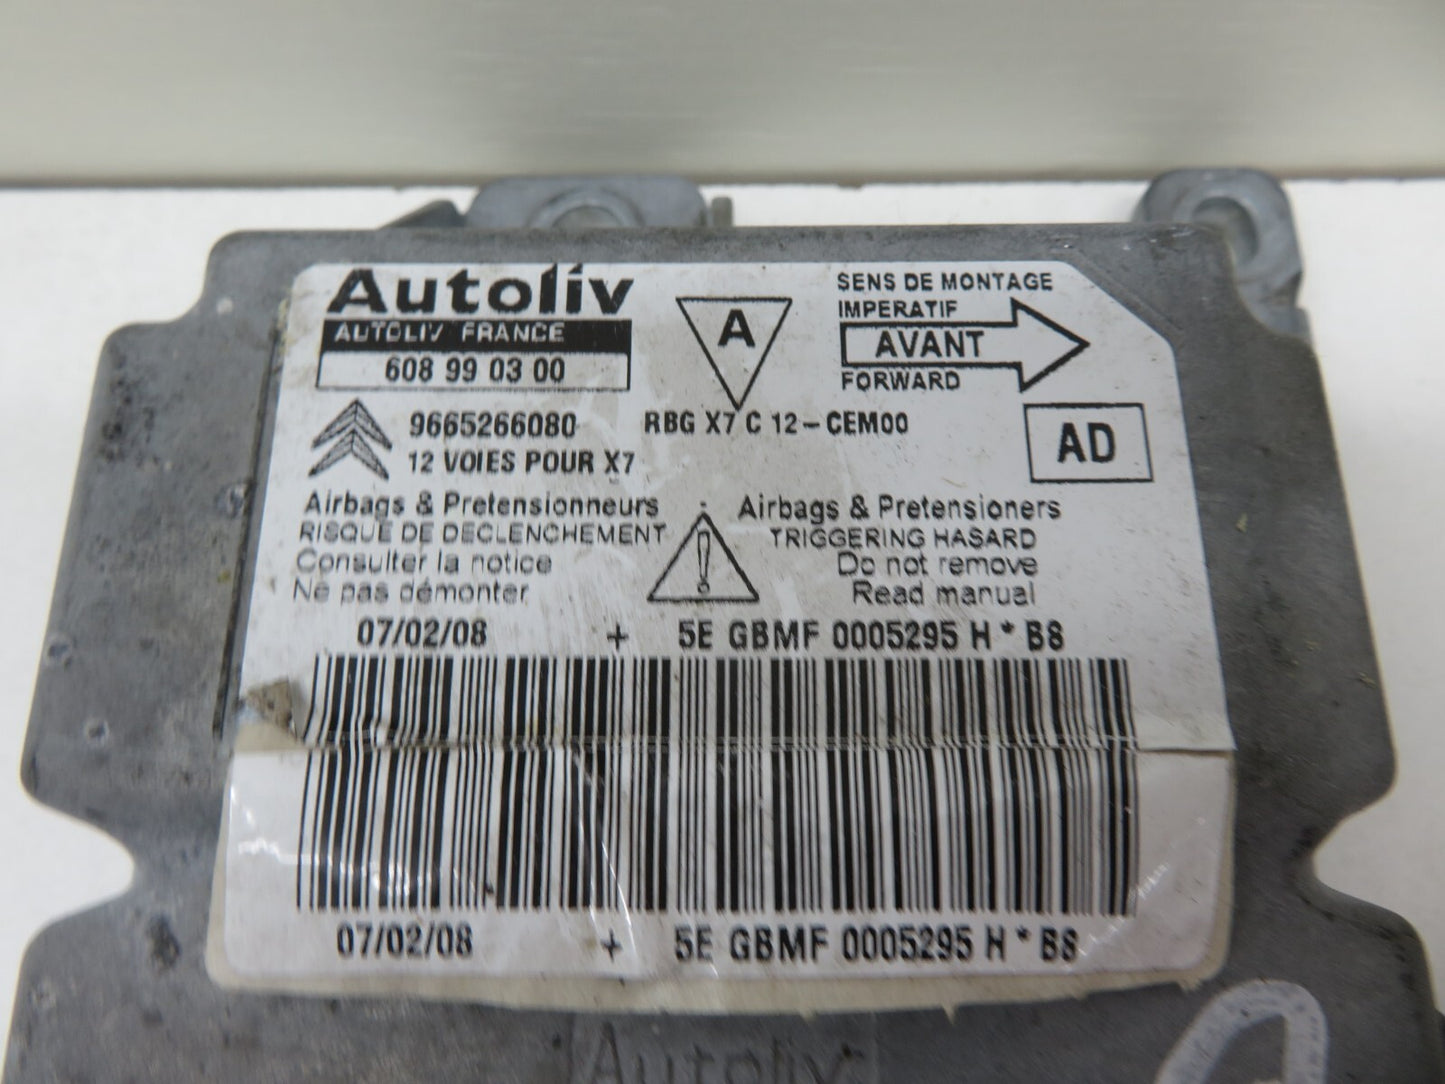 Autoliv
AUTOLIV FRANCE
608 99 03 00
A
SENS DE MONTAGE
IMPERATIF
AVANT
FORWARD
9665266080 RBG X7 C 12-CEM00
12 VOIES POUR X7
AD
Airbags & Pretensionneurs
RISQUE DE DECLENCHEMENT
Consulter la notice
Ne pas démonter
!
Airbags & Pretensioners
TRIGGERING HASARD
Do not remove
Read manual
07/02/08 + 5E GBMF 0005295 H * B8
07/02/08 + 5E GBMF 0005295 H * B8
Autoliv